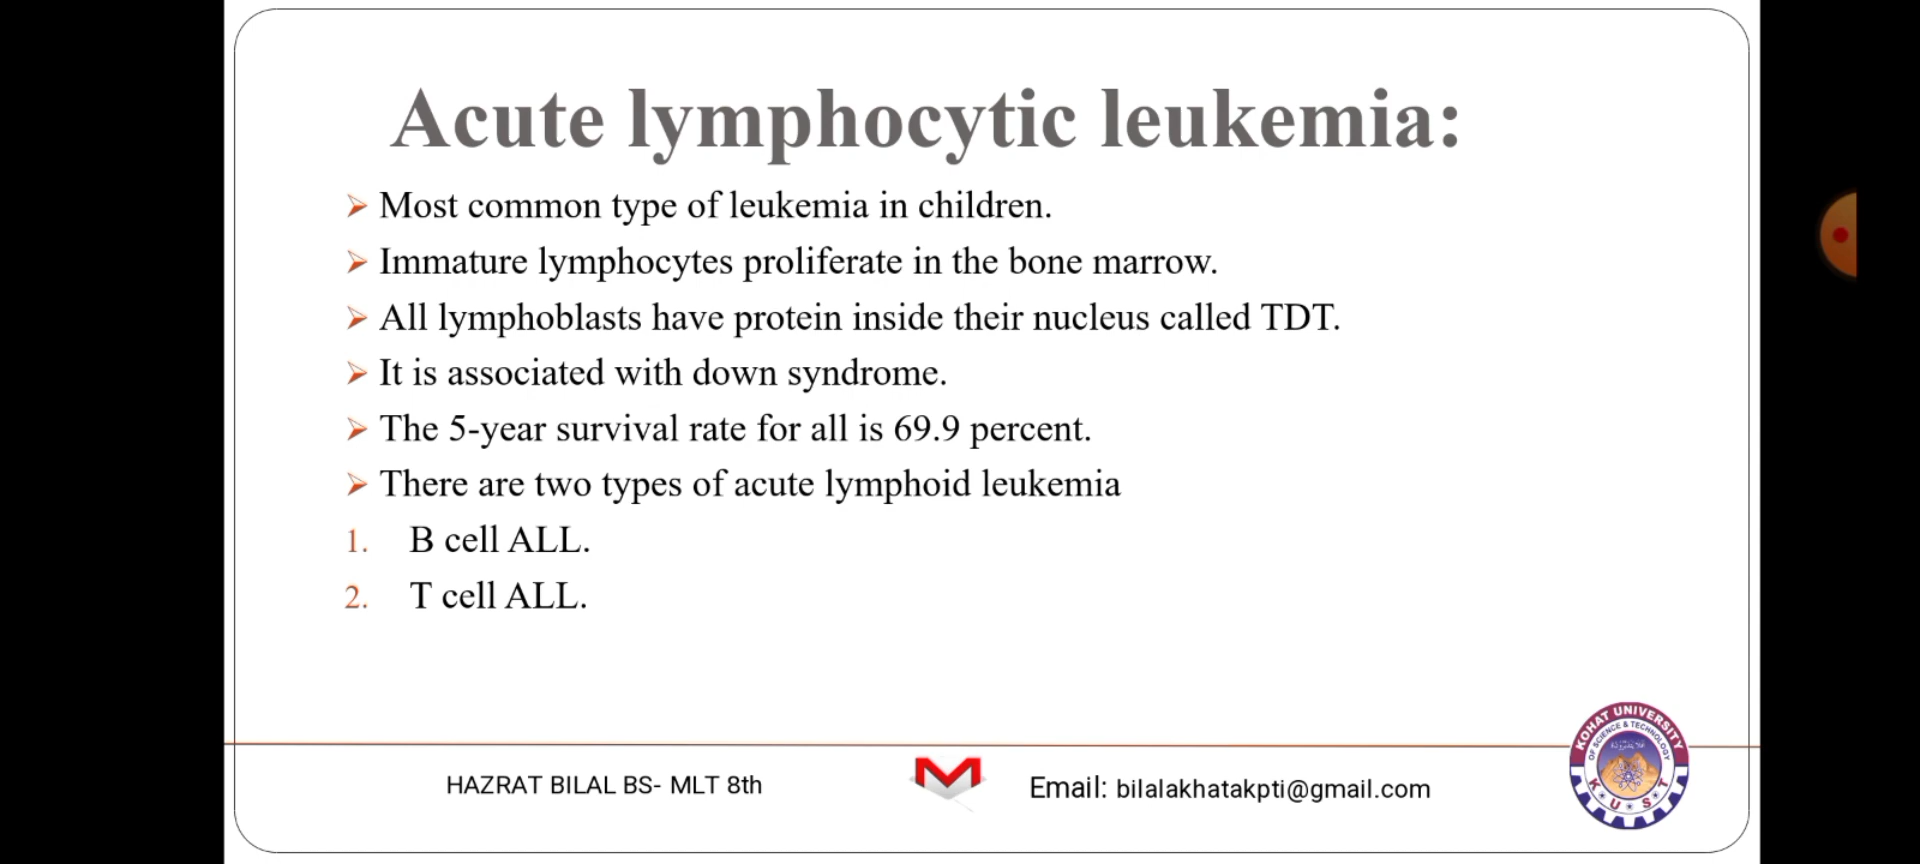 Acute lymphocytic leukemia:
➢ Most common type of leukemia in children.
➢ Immature lymphocytes proliferate in the bone marrow.
➢ All lymphoblasts have protein inside their nucleus called TDT.
➢ It is associated with down syndrome.
➢ The 5-year survival rate for all is 69.9 percent.
➢ There are two types of acute lymphoid leukemia
1. B cell ALL.
2. T cell ALL.
HAZRAT BILAL BS- MLT 8th
Email: bilalakhatakpti@gmail.com
KOHAT UNIVERSITY
OF SCIENCE & TECHNOLOGY
K U S T